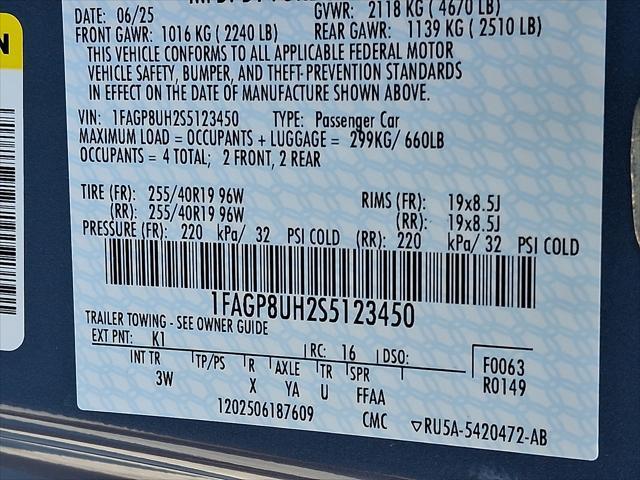 DATE: 06/25
GVWR: 2118 KG ( 4670 LB)
FRONT GAWR: 1016 KG ( 2240 LB)
REAR GAWR: 1139 KG ( 2510 LB)
THIS VEHICLE CONFORMS TO ALL APPLICABLE FEDERAL MOTOR
VEHICLE SAFETY, BUMPER, AND THEFT PREVENTION STANDARDS
IN EFFECT ON THE DATE OF MANUFACTURE SHOWN ABOVE.
VIN: 1FAGP8UH2S5123450 TYPE: Passenger Car
MAXIMUM LOAD = OCCUPANTS + LUGGAGE = 299KG/ 660LB
OCCUPANTS = 4 TOTAL; 2 FRONT, 2 REAR
TIRE (FR): 255/40R19 96W RIMS (FR): 19x8.5J
(RR): 255/40R19 96W (RR): 19x8.5J
PRESSURE (FR): 220 kPa/ 32 PSI COLD (RR): 220 kPa/ 32 PSI COLD
1FAGP8UH2S5123450
TRAILER TOWING - SEE OWNER GUIDE
EXT PNT: K1 RC: 16 DSO:
INT TR TP/PS R AXLE TR SPR
3W X YA U FFAA
F0063
R0149
1202506187609 CMC ▽RU5A-5420472-AB